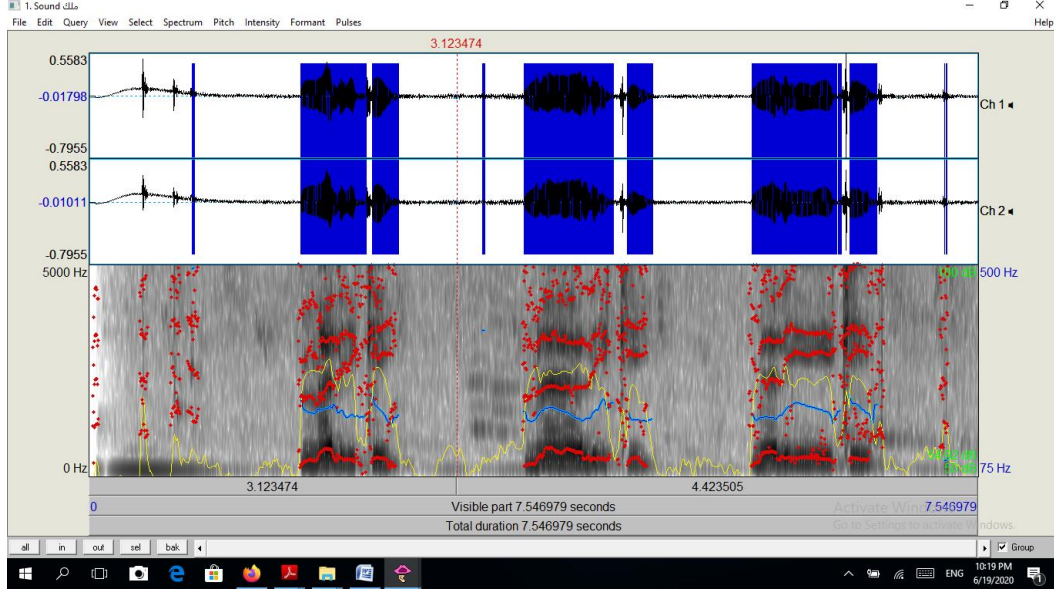 1. Sound ملك
File Edit Query View Select Spectrum Pitch Intensity Formant Pulses Help
3.123474
0.5583
-0.01798
-0.7955
Ch 1
0.5583
-0.01011
-0.7955
Ch 2
5000 Hz
500 Hz
0 Hz
75 Hz
3.123474 4.423505
0 Visible part 7.546979 seconds 7.546979
Total duration 7.546979 seconds
Activate Windows
Go to Settings to activate Windows.
all in out sel bak Group
ENG 10:19 PM
6/19/2020